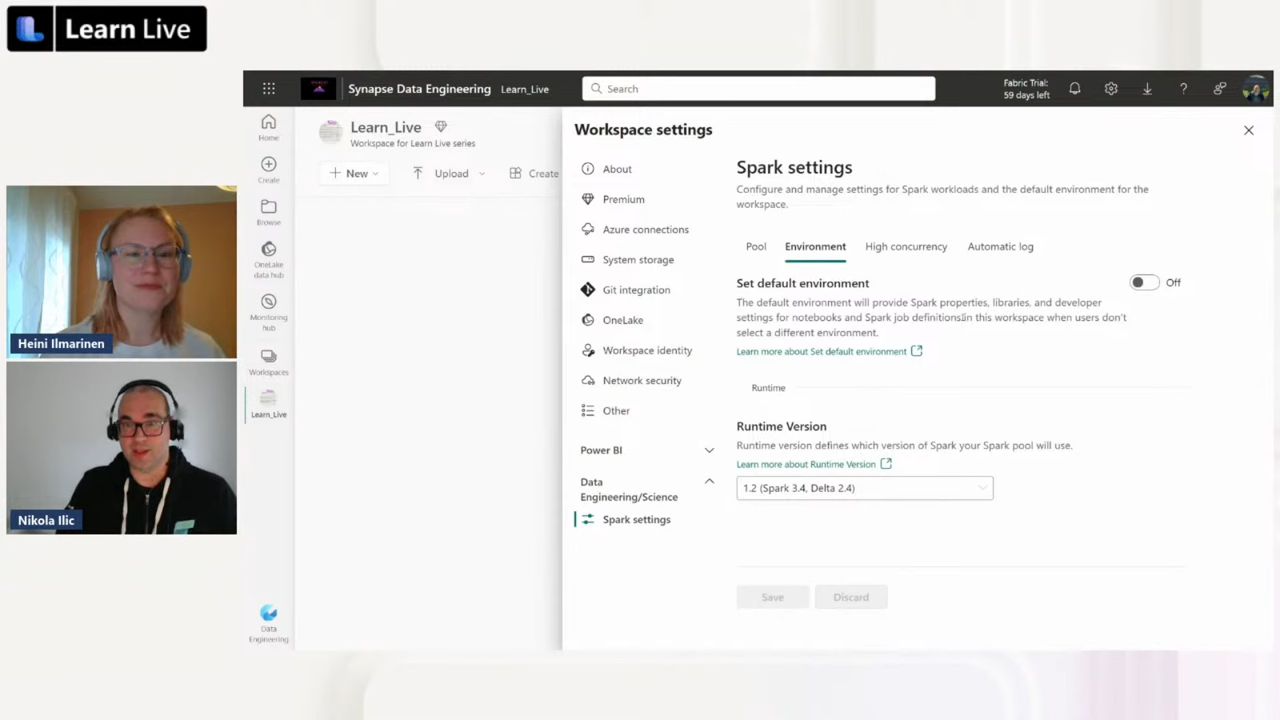 Learn Live
Synapse Data Engineering
Learn_Live
Search
Fabric Trial:
59 days left
Home
Create
Browse
OneLake
data hub
Monitoring
hub
Workspaces
Learn_Live
Data
Engineering
Learn_Live
Workspace for Learn Live series
New
Upload
Create
Workspace settings
About
Premium
Azure connections
System storage
Git integration
OneLake
Workspace identity
Network security
Other
Power BI
Data
Engineering/Science
Spark settings
Spark settings
Configure and manage settings for Spark workloads and the default environment for the
workspace.
Pool
Environment
High concurrency
Automatic log
Set default environment
Off
The default environment will provide Spark properties, libraries, and developer
settings for notebooks and Spark job definitions in this workspace when users don't
select a different environment.
Learn more about Set default environment
Runtime
Runtime Version
Runtime version defines which version of Spark your Spark pool will use.
Learn more about Runtime Version
1.2 (Spark 3.4, Delta 2.4)
Save
Discard
Heini Ilmarinen
Nikola Ilic